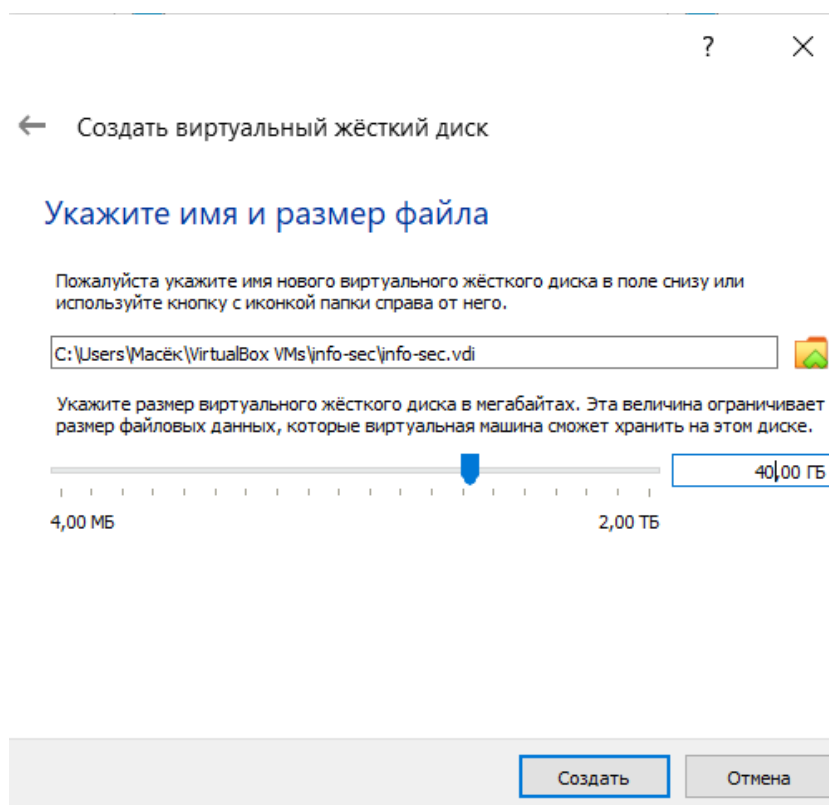 ?
Создать виртуальный жёсткий диск
Укажите имя и размер файла
Пожалуйста укажите имя нового виртуального жёсткого диска в поле снизу или
используйте кнопку с иконкой папки справа от него.
C:\Users\Масёк\VirtualBox VMs\info-sec\info-sec.vdi
Укажите размер виртуального жёсткого диска в мегабайтах. Эта величина ограничивает
размер файловых данных, которые виртуальная машина сможет хранить на этом диске.
40,00 ГБ
4,00 МБ 2,00 ТБ
Создать Отмена